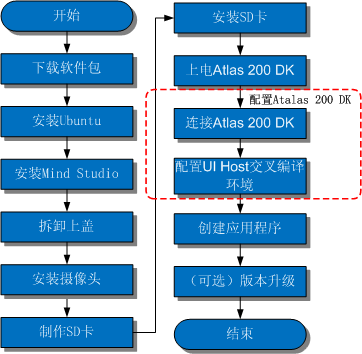 开始
下载软件包
安装Ubuntu
安装Mind Studio
拆卸上盖
安装摄像头
制作SD卡
安装SD卡
上电Atlas 200 DK
配置Atalas 200 DK
连接Atlas 200 DK
配置UI Host交叉编译
环境
创建应用程序
（可选）版本升级
结束